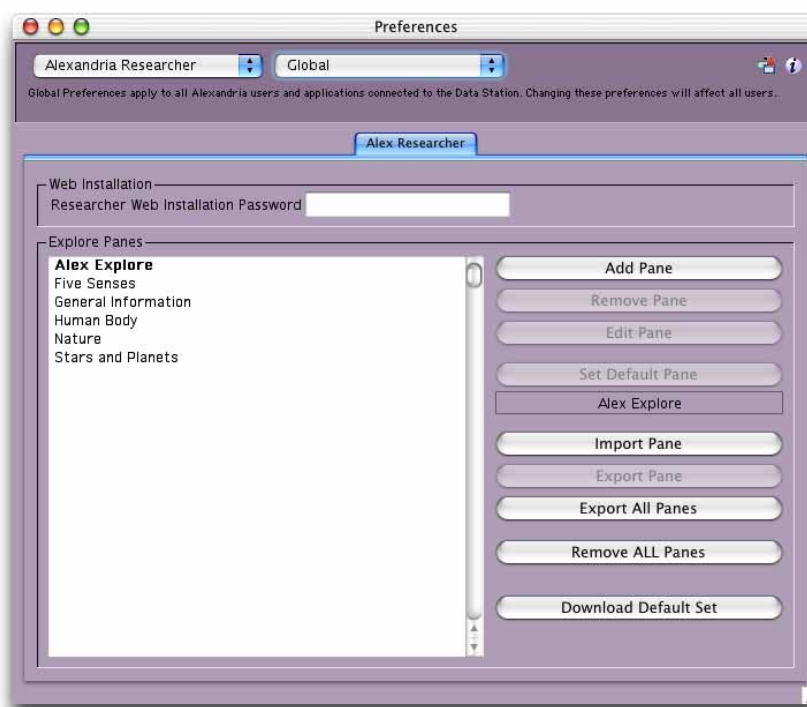 Preferences
Alexandria Researcher
Global
Global Preferences apply to all Alexandria users and applications connected to the Data Station. Changing these preferences will affect all users.
Alex Researcher
Web Installation
Researcher Web Installation Password
Explore Panes
Alex Explore
Five Senses
General Information
Human Body
Nature
Stars and Planets
Add Pane
Remove Pane
Edit Pane
Set Default Pane
Alex Explore
Import Pane
Export Pane
Export All Panes
Remove ALL Panes
Download Default Set